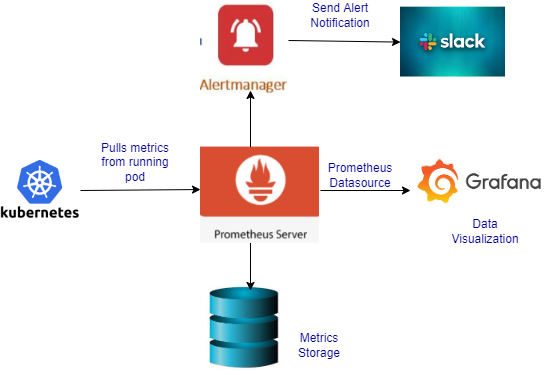 Send Alert
Notification
slack
Alertmanager
Pulls metrics
from running
pod
Prometheus
Datasource
kubernetes
Grafana
Prometheus Server
Data
Visualization
Metrics
Storage